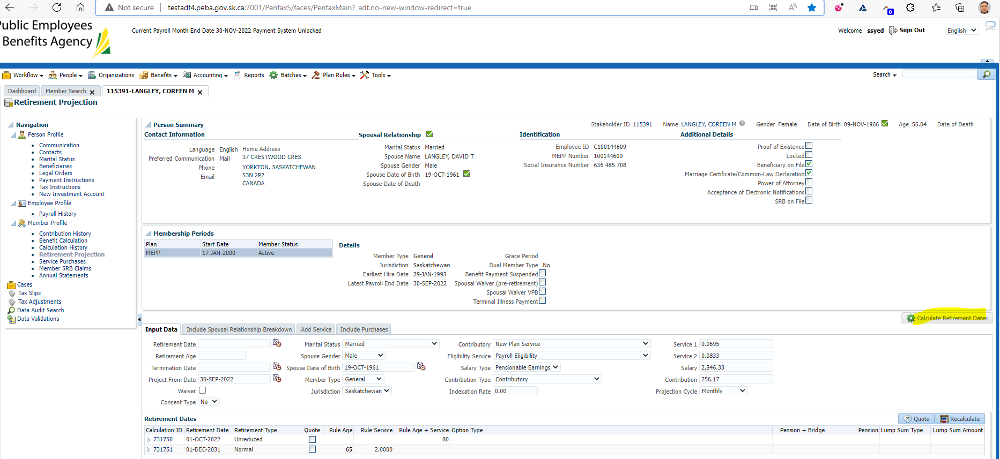 Not secure
testadf4.peba.gov.sk.ca:7001/Penfax5/faces/PenfaxMain?_adf.no-new-window-redirect=true
0
Public Employees
Benefits Agency
Current Payroll Month End Date 30-NOV-2022 Payment System Unlocked
Welcome ssyed Sign Out English
Workflow People Organizations Benefits Accounting Reports Batches Plan Rules Tools Search
Dashboard Member Search 115391-LANGLEY, COREEN M
Retirement Projection
Navigation
Person Profile
Communication
Contacts
Marital Status
Beneficiaries
Legal Orders
Payment Instructions
Tax Instructions
New Investment Account
Employee Profile
Payroll History
Member Profile
Contribution History
Benefit Calculation
Calculation History
Retirement Projection
Service Purchases
Member SRB Claims
Annual Statements
Cases
Tax Slips
Tax Adjustments
Data Audit Search
Data Validations
Person Summary Stakeholder ID 115391 Name LANGLEY, COREEN M Gender Female Date of Birth 09-NOV-1966 Age 56.04 Date of Death
Contact Information
Language English
Preferred Communication Mail
Phone
Email
Home Address
37 CRESTWOOD CRES
YORKTON, SASKATCHEWAN
S3N 2P2
CANADA
Spousal Relationship
Marital Status Married
Spouse Name LANGLEY, DAVID T
Spouse Gender Male
Spouse Date of Birth 19-OCT-1961
Spouse Date of Death
Identification
Employee ID C100144609
MEPP Number 100144609
Social Insurance Number 636 485 708
Additional Details
Proof of Existence
Locked
Beneficiary on File
Marriage Certificate/Common-Law Declaration
Power of Attorney
Acceptance of Electronic Notifications
SRB on File
Membership Periods
Plan Start Date Member Status
MEPP 17-JAN-2000 Active
Details
Member Type General
Jurisdiction Saskatchewan
Earliest Hire Date 29-JAN-1993
Latest Payroll End Date 30-SEP-2022
Grace Period
Dual Member Type No
Benefit Payment Suspended
Spousal Waiver (pre-retirement)
Spousal Waiver VPB
Terminal Illness Payment
Calculate Retirement Dates
Input Data Include Spousal Relationship Breakdown Add Service Include Purchases
Retirement Date
Retirement Age
Termination Date
Project From Date 30-SEP-2022
Waiver
Consent Type No
Marital Status Married
Spouse Gender Male
Spouse Date of Birth 19-OCT-1961
Member Type General
Jurisdiction Saskatchewan
Contributory New Plan Service
Eligibility Service Payroll Eligibility
Salary Type Pensionable Earnings
Contribution Type Contributory
Indexation Rate 0.00
Service 1 0.0695
Service 2 0.0833
Salary 2,846.33
Contribution 256.17
Projection Cycle Monthly
Retirement Dates Quote Recalculate
Calculation ID Retirement Date Retirement Type Quote Rule Age Rule Service Rule Age + Service Option Type Pension + Bridge Pension Lump Sum Type Lump Sum Amount
731750 01-OCT-2022 Unreduced 80
731751 01-DEC-2031 Normal 65 2.0000